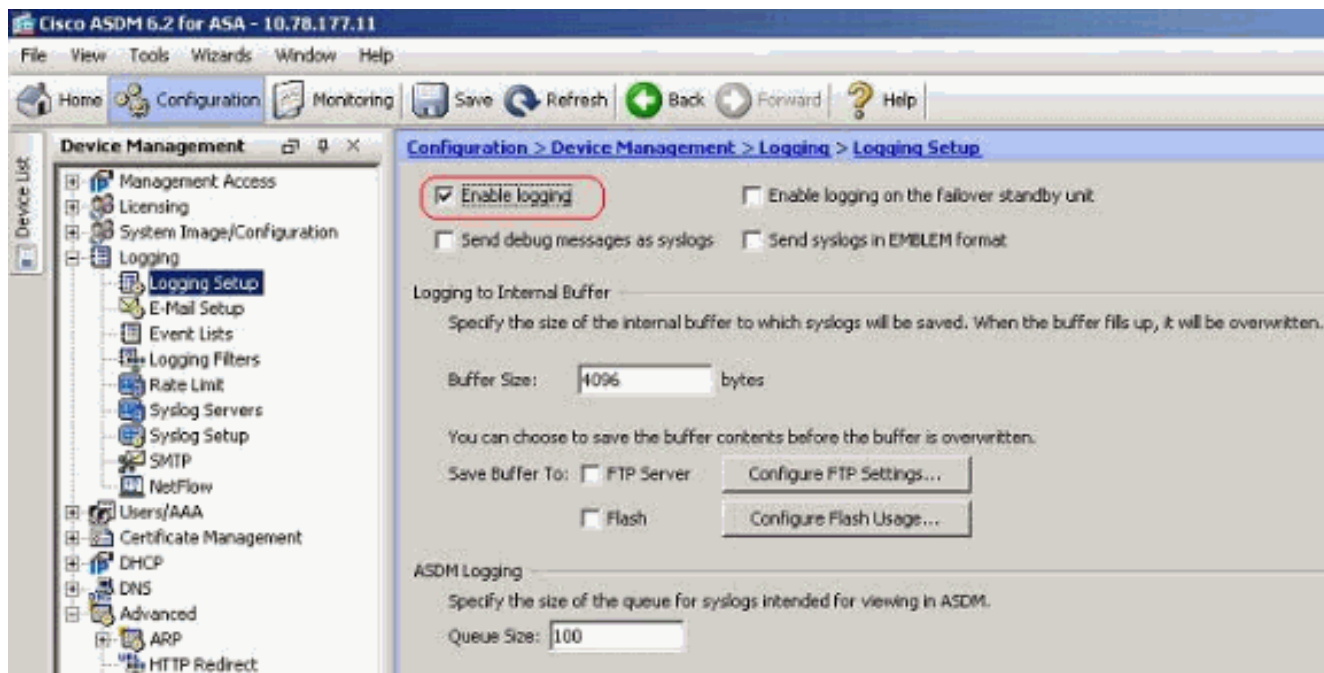 Cisco ASDM 6.2 for ASA - 10.78.177.11
File View Tools Wizards Window Help
Home Configuration Monitoring Save Refresh Back Forward Help
Device List
Device Management
Management Access
Licensing
System Image/Configuration
Logging
Logging Setup
E-Mail Setup
Event Lists
Logging Filters
Rate Limit
Syslog Servers
Syslog Setup
SMTP
NetFlow
Users/AAA
Certificate Management
DHCP
DNS
Advanced
ARP
HTTP Redirect
Configuration > Device Management > Logging > Logging Setup
Enable logging Enable logging on the failover standby unit
Send debug messages as syslogs Send syslogs in EMBLEM format
Logging to Internal Buffer
Specify the size of the internal buffer to which syslogs will be saved. When the buffer fills up, it will be overwritten.
Buffer Size: 4096 bytes
You can choose to save the buffer contents before the buffer is overwritten.
Save Buffer To: FTP Server Configure FTP Settings...
Flash Configure Flash Usage...
ASDM Logging
Specify the size of the queue for syslogs intended for viewing in ASDM.
Queue Size: 100